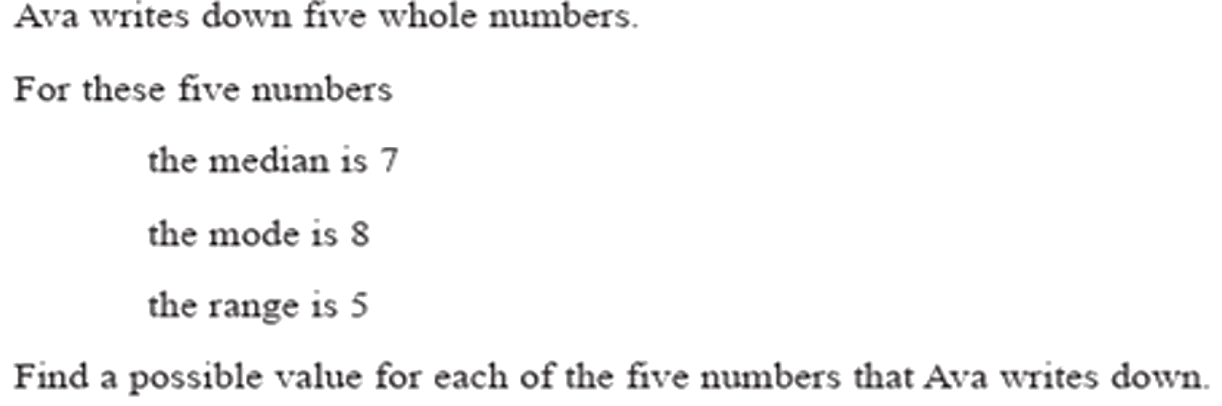 Ava writes down five whole numbers.
For these five numbers
the median is 7
the mode is 8
the range is 5
Find a possible value for each of the five numbers that Ava writes down.